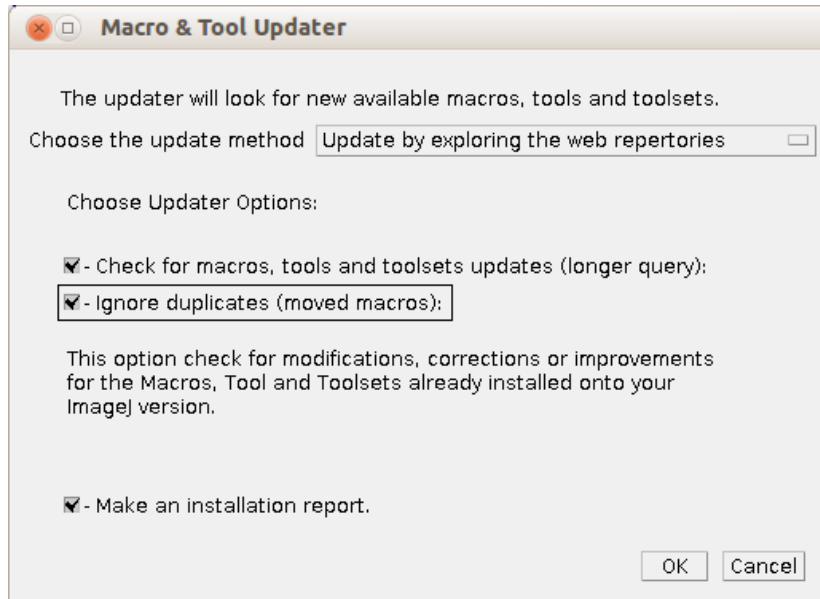 Macro & Tool Updater
The updater will look for new available macros, tools and toolsets.
Choose the update method Update by exploring the web repertories
Choose Updater Options:
- Check for macros, tools and toolsets updates (longer query):
- Ignore duplicates (moved macros):
This option check for modifications, corrections or improvements
for the Macros, Tool and Toolsets already installed onto your
ImageJ version.
- Make an installation report.
OK Cancel